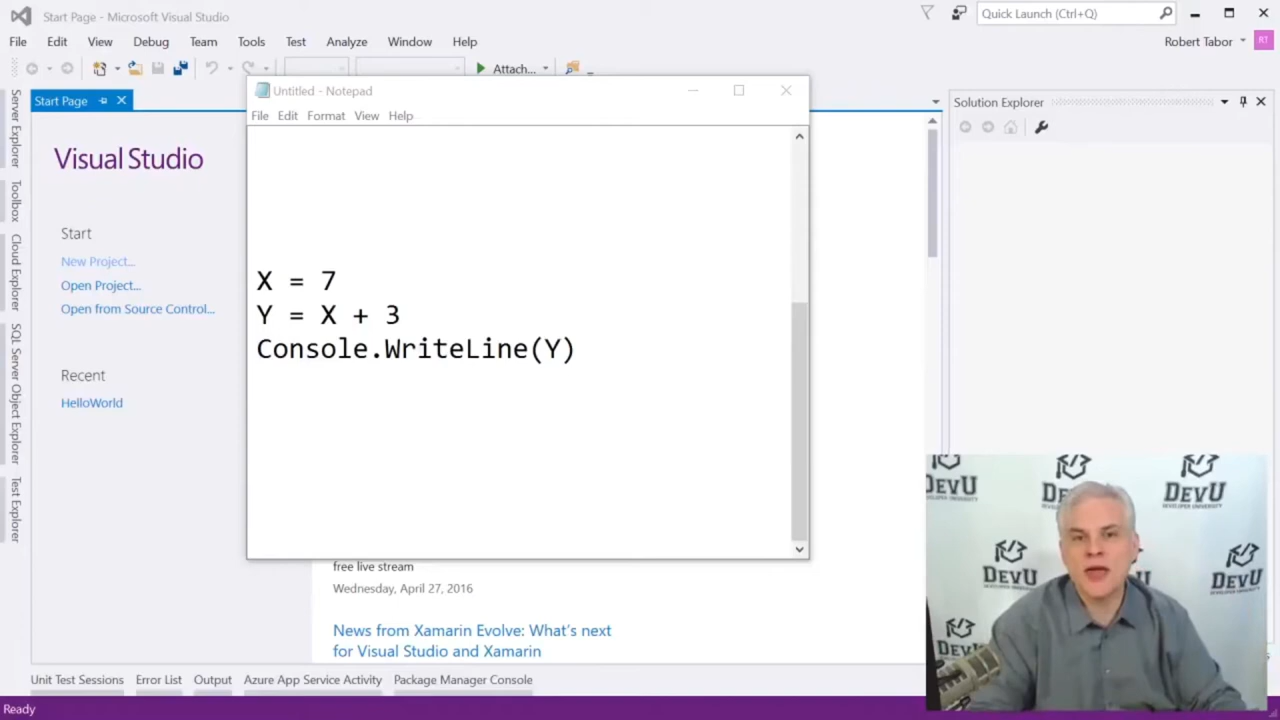 Start Page - Microsoft Visual Studio
Quick Launch (Ctrl+Q)
File Edit View Debug Team Tools Test Analyze Window Help
Robert Tabor RT
Attach...
Start Page
Untitled - Notepad
File Edit Format View Help
Solution Explorer
Server Explorer
Toolbox
Cloud Explorer
SQL Server Object Explorer
Test Explorer
Visual Studio
Start
New Project...
Open Project...
Open from Source Control...
Recent
HelloWorld
X = 7
Y = X + 3
Console.WriteLine(Y)
free live stream
Wednesday, April 27, 2016
News from Xamarin Evolve: What's next
for Visual Studio and Xamarin
DEVU
DEVELOPER UNIVERSITY
DEVU
DEVELOPER UNIVERSITY
DEVU
DEVU
Unit Test Sessions Error List Output Azure App Service Activity Package Manager Console
Ready